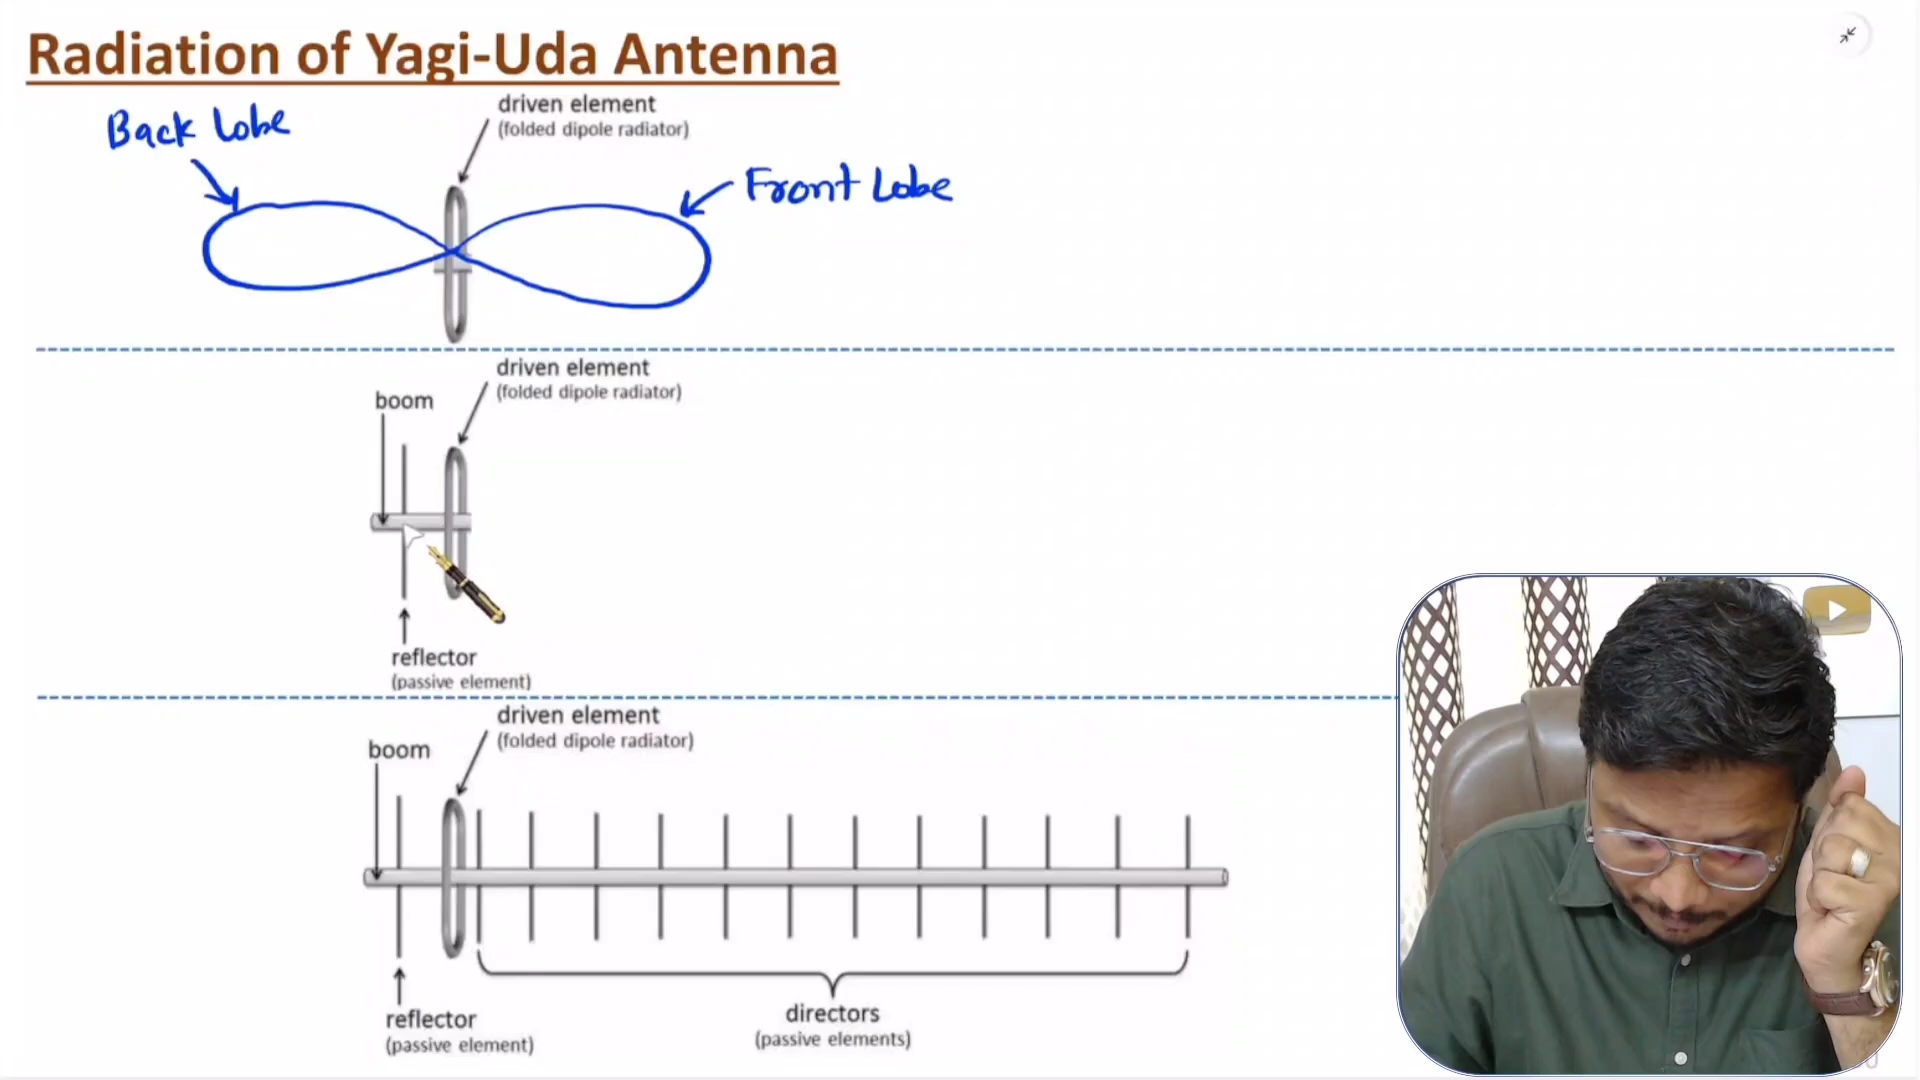 Radiation of Yagi-Uda Antenna
driven element
(folded dipole radiator)
Back Lobe
Front Lobe
driven element
(folded dipole radiator)
boom
reflector
(passive element)
driven element
(folded dipole radiator)
boom
directors
(passive elements)
reflector
(passive element)